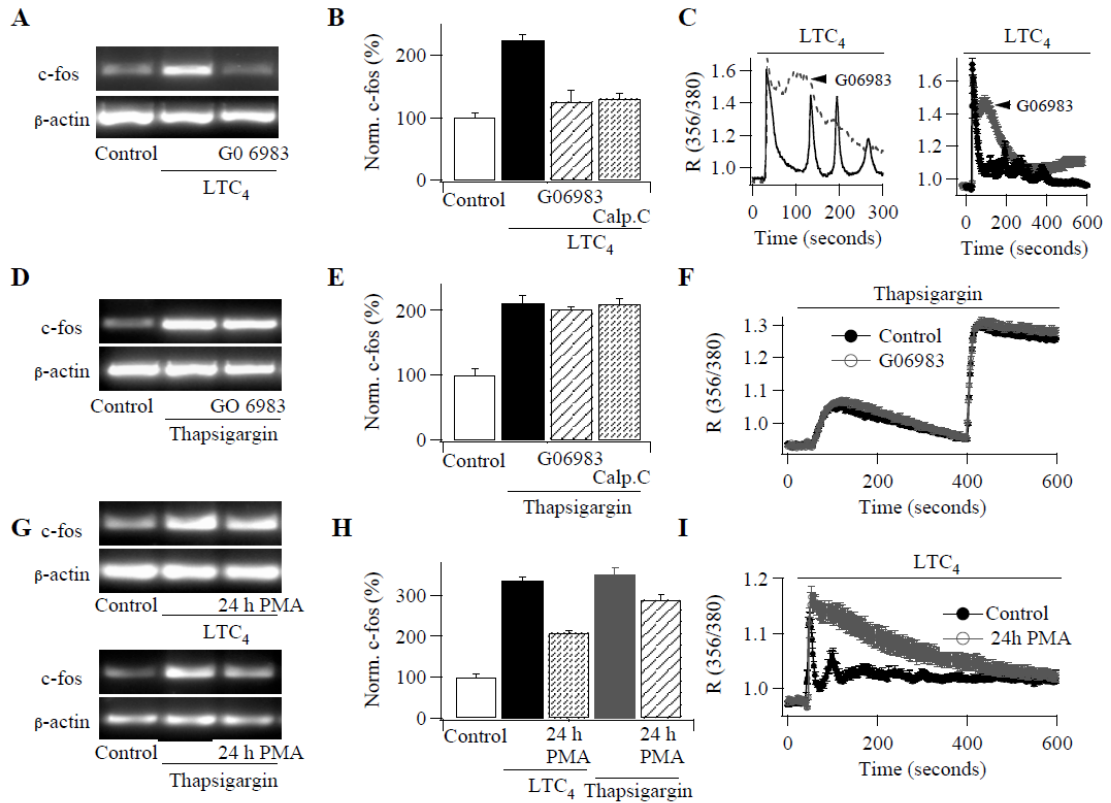 A
c-fos
β-actin
Control
G0 6983
LTC4
B
Norm. c-fos (%)
200
100
0
Control
G06983
Calp.C
LTC4
C
LTC4
R (356/380)
1.6
1.4
1.2
1.0
G06983
0 100 200 300
Time (seconds)
LTC4
1.6
1.4
1.2
1.0
G06983
0 200 400 600
Time (seconds)
D
c-fos
β-actin
Control
GO 6983
Thapsigargin
E
Norm. c-fos (%)
200
100
0
Control
G06983
Calp.C
Thapsigargin
F
Thapsigargin
R (356/380)
1.3
1.2
1.1
1.0
Control
G06983
0 200 400 600
Time (seconds)
G
c-fos
β-actin
Control
24 h PMA
LTC4
c-fos
β-actin
Control
24 h PMA
Thapsigargin
H
Norm. c-fos (%)
300
200
100
0
Control
24 h
PMA
LTC4
24 h
PMA
Thapsigargin
I
LTC4
R (356/380)
1.2
1.1
1.0
Control
24h PMA
0 200 400 600
Time (seconds)